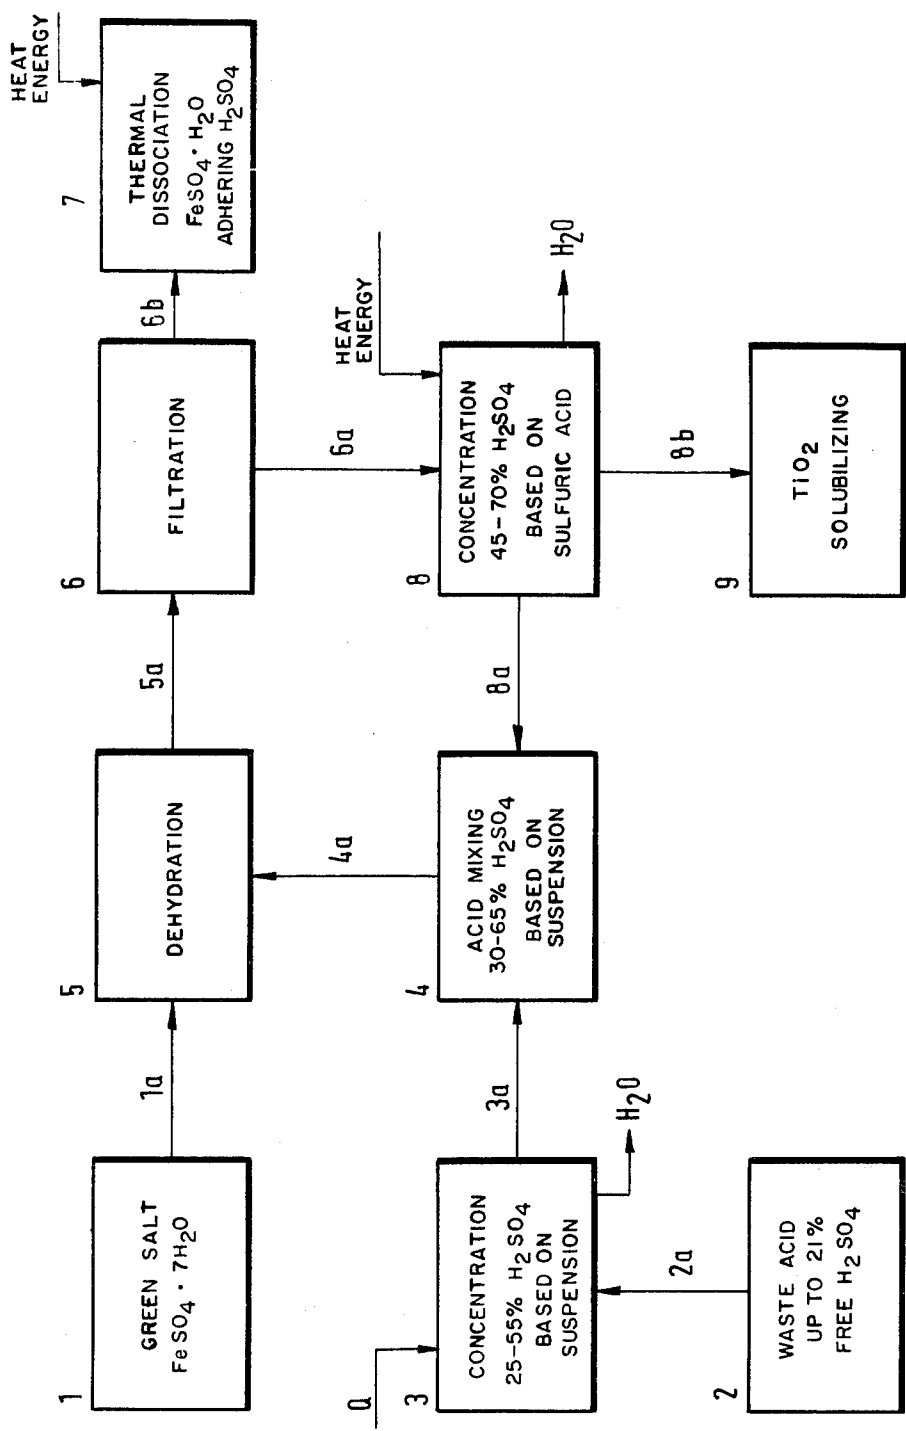 1
GREEN SALT
FeSO4 · 7H2O
1a
5
DEHYDRATION
5a
6
FILTRATION
6b
7
THERMAL
DISSOCIATION
FeSO4 · H2O
ADHERING H2SO4
HEAT
ENERGY
4a
6a
Q
3
CONCENTRATION
25-55% H2SO4
BASED ON
SUSPENSION
H2O
3a
4
ACID MIXING
30-65% H2SO4
BASED ON
SUSPENSION
8a
8
CONCENTRATION
45-70% H2SO4
BASED ON
SULFURIC ACID
HEAT
ENERGY
H2O
2a
8b
2
WASTE ACID
UP TO 21%
FREE H2SO4
9
TiO2
SOLUBILIZING